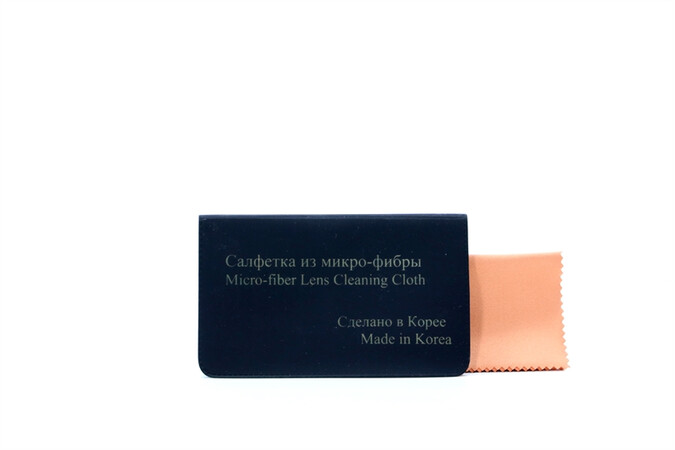 Салфетка из микро-фибры
Micro-fiber Lens Cleaning Cloth
Сделано в Корее
Made in Korea